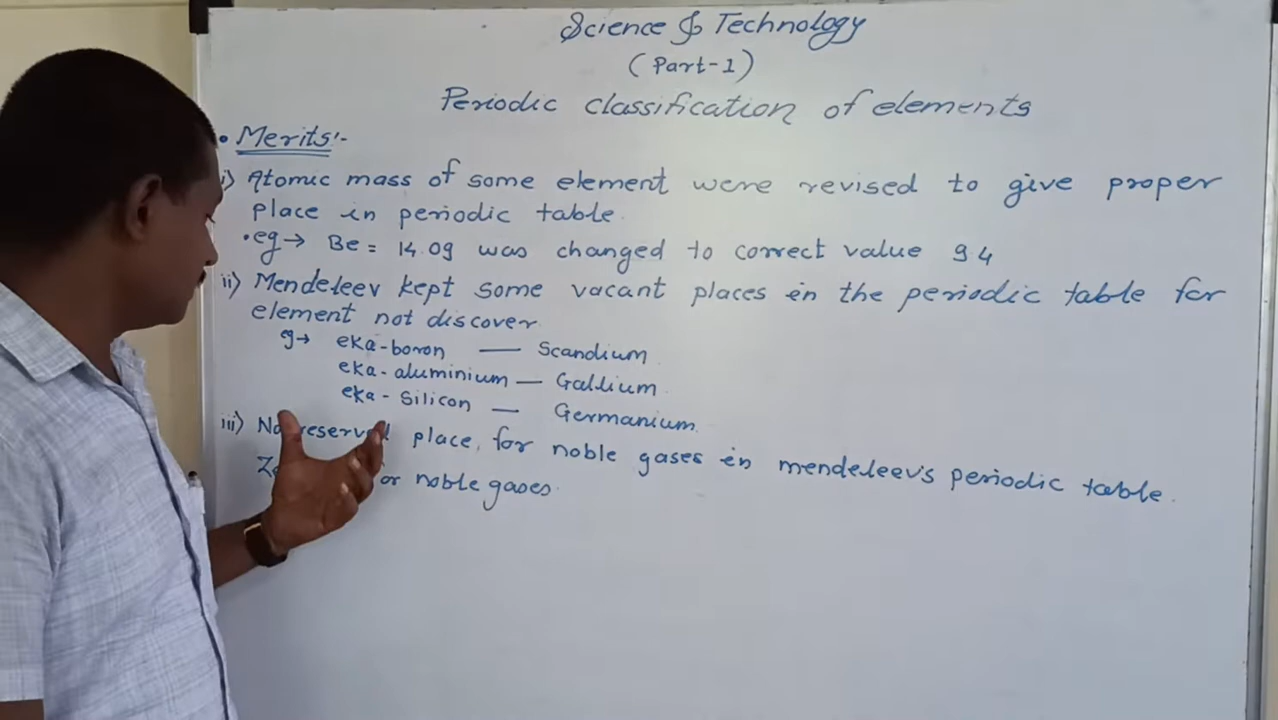 Science & Technology
(Part-1)
Periodic classification of elements
• Merits:-
i) Atomic mass of some element were revised to give proper
place in periodic table.
• eg → Be = 14.09 was changed to correct value 9 4
ii) Mendeleev kept some vacant places in the periodic table for
element not discover.
eg → eka-boron — Scandium
eka-aluminium — Gallium
eka-silicon — Germanium
iii) place, for noble gases in mendeleev's periodic table.
noble gases.